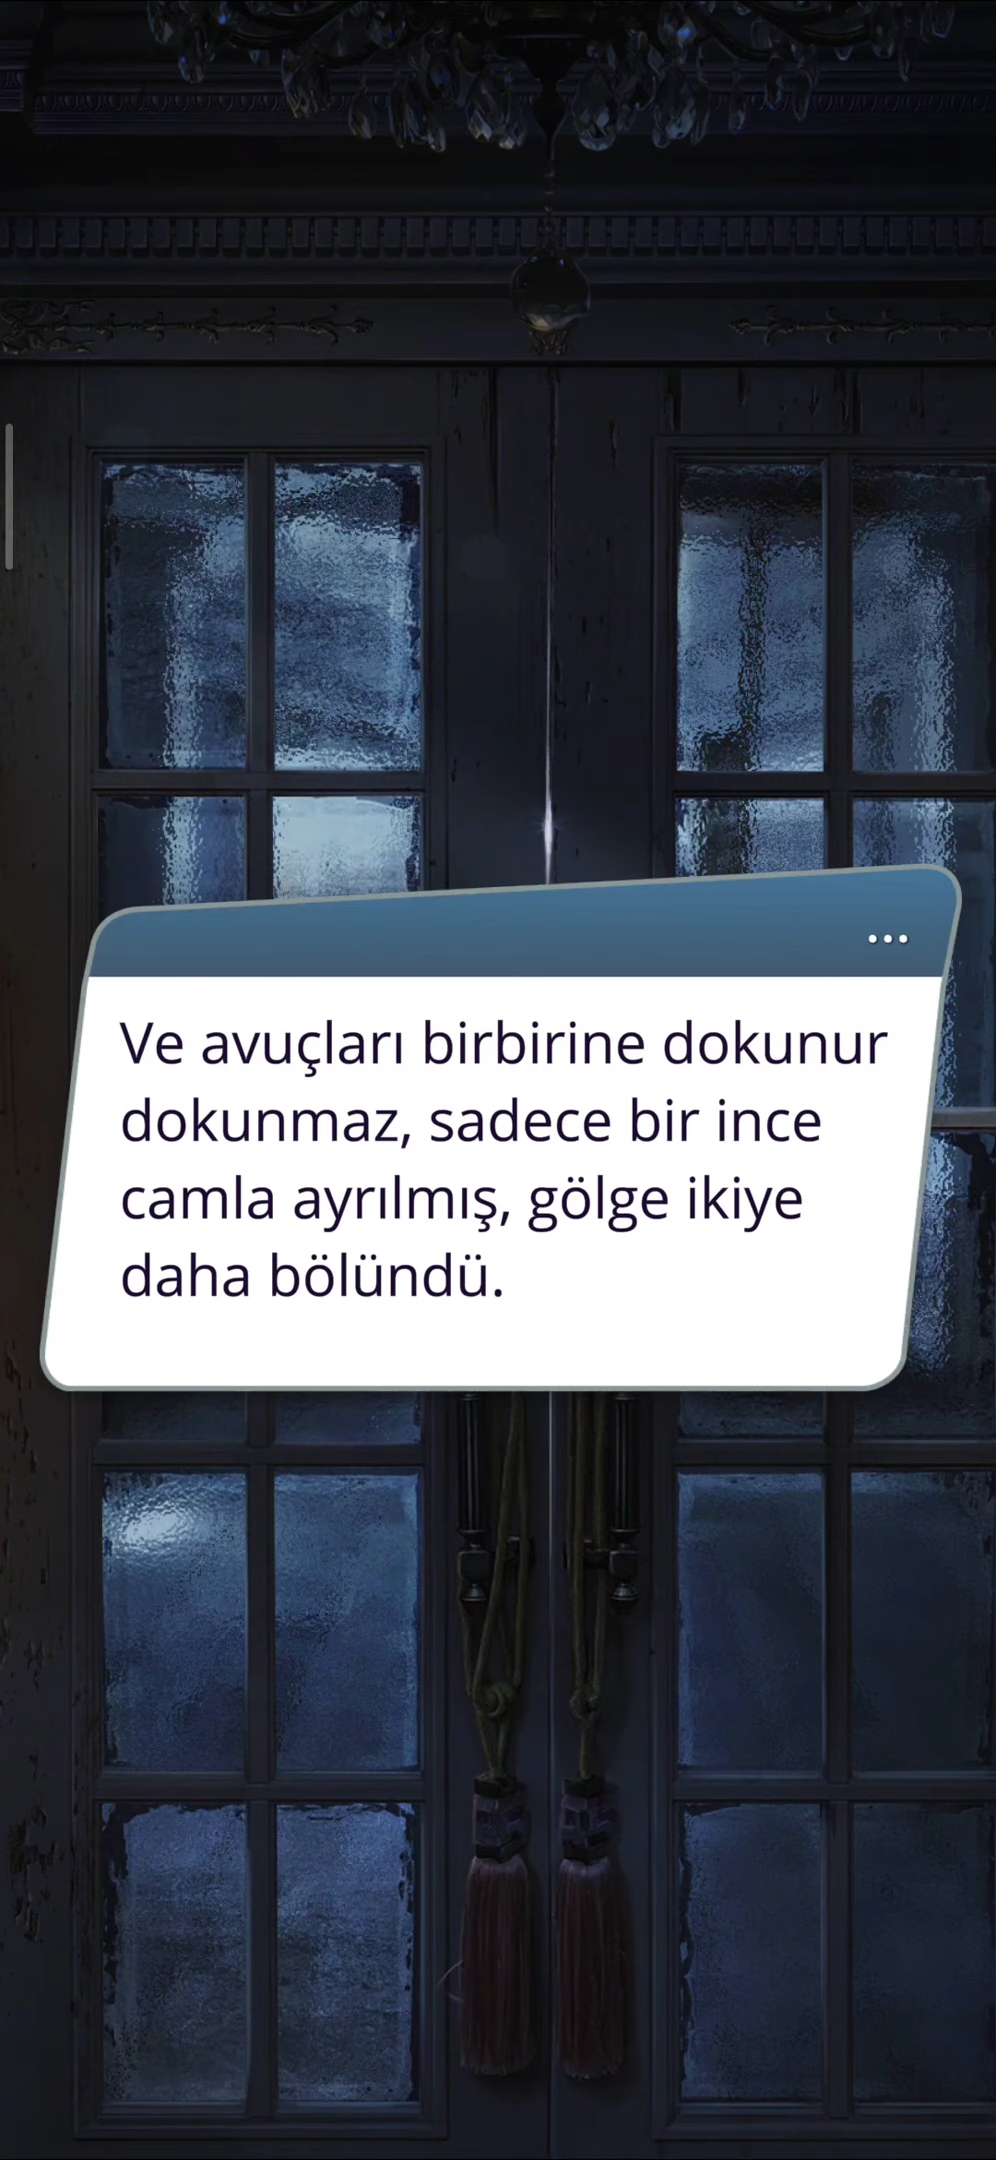 Ve avuçları birbirine dokunur
dokunmaz, sadece bir ince
camla ayrılmış, gölge ikiye
daha bölündü.